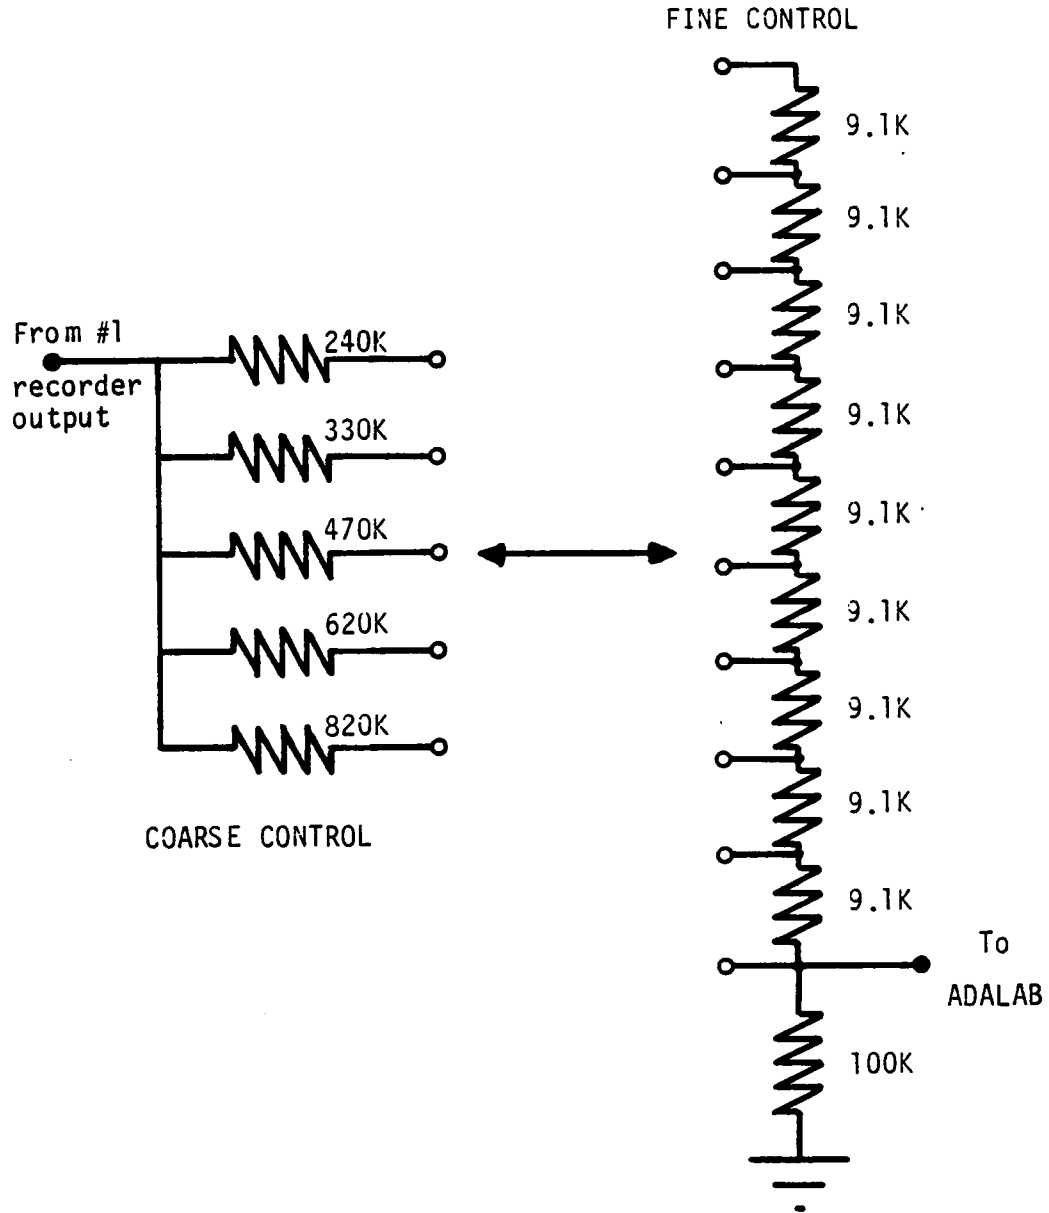 FINE CONTROL
9.1K
9.1K
9.1K
9.1K
9.1K
9.1K
9.1K
9.1K
9.1K
From #1
recorder
output
240K
330K
470K
620K
820K
COARSE CONTROL
To
ADALAB
100K